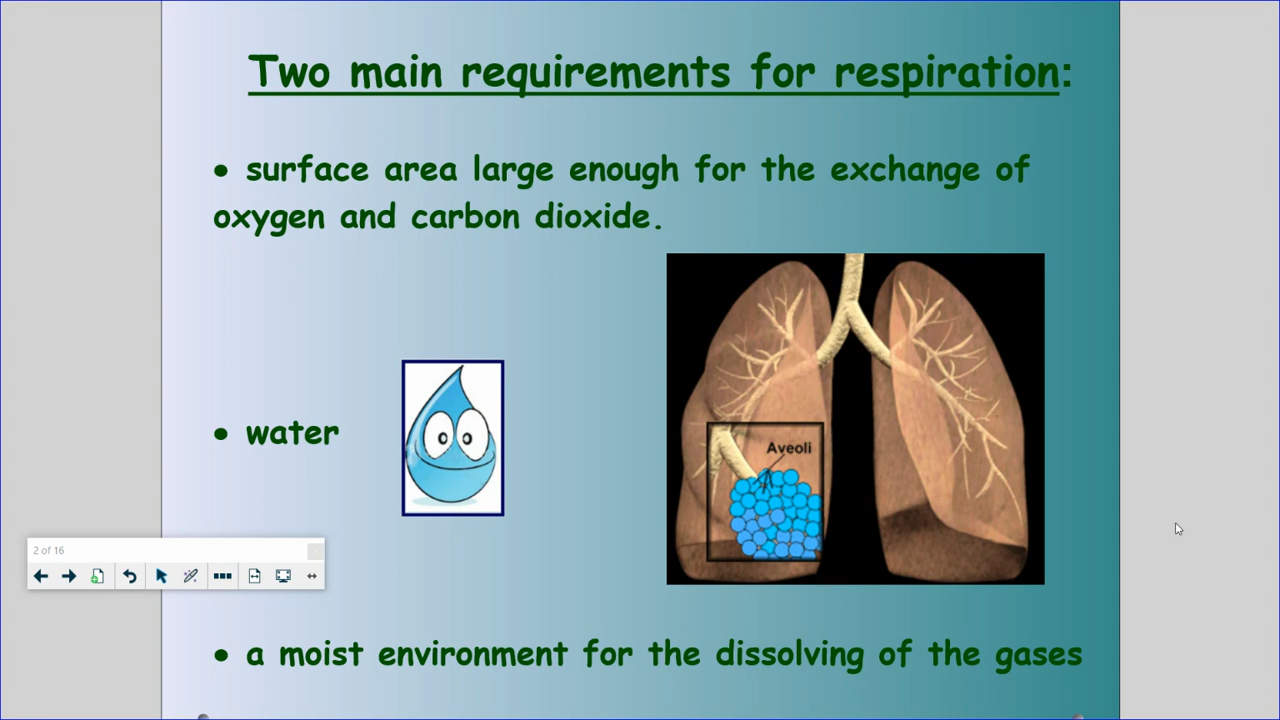 Two main requirements for respiration:
• surface area large enough for the exchange of
oxygen and carbon dioxide.
• water
Aveoli
2 of 16
• a moist environment for the dissolving of the gases